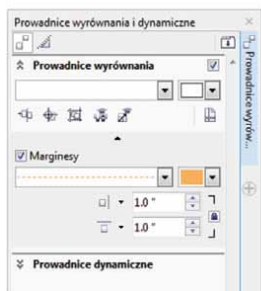 Prowadnice wyrównania i dynamiczne
Prowadnice wyrównania
Marginesy
1.0 "
1.0 "
Prowadnice dynamiczne
Prowadnice wyrów...